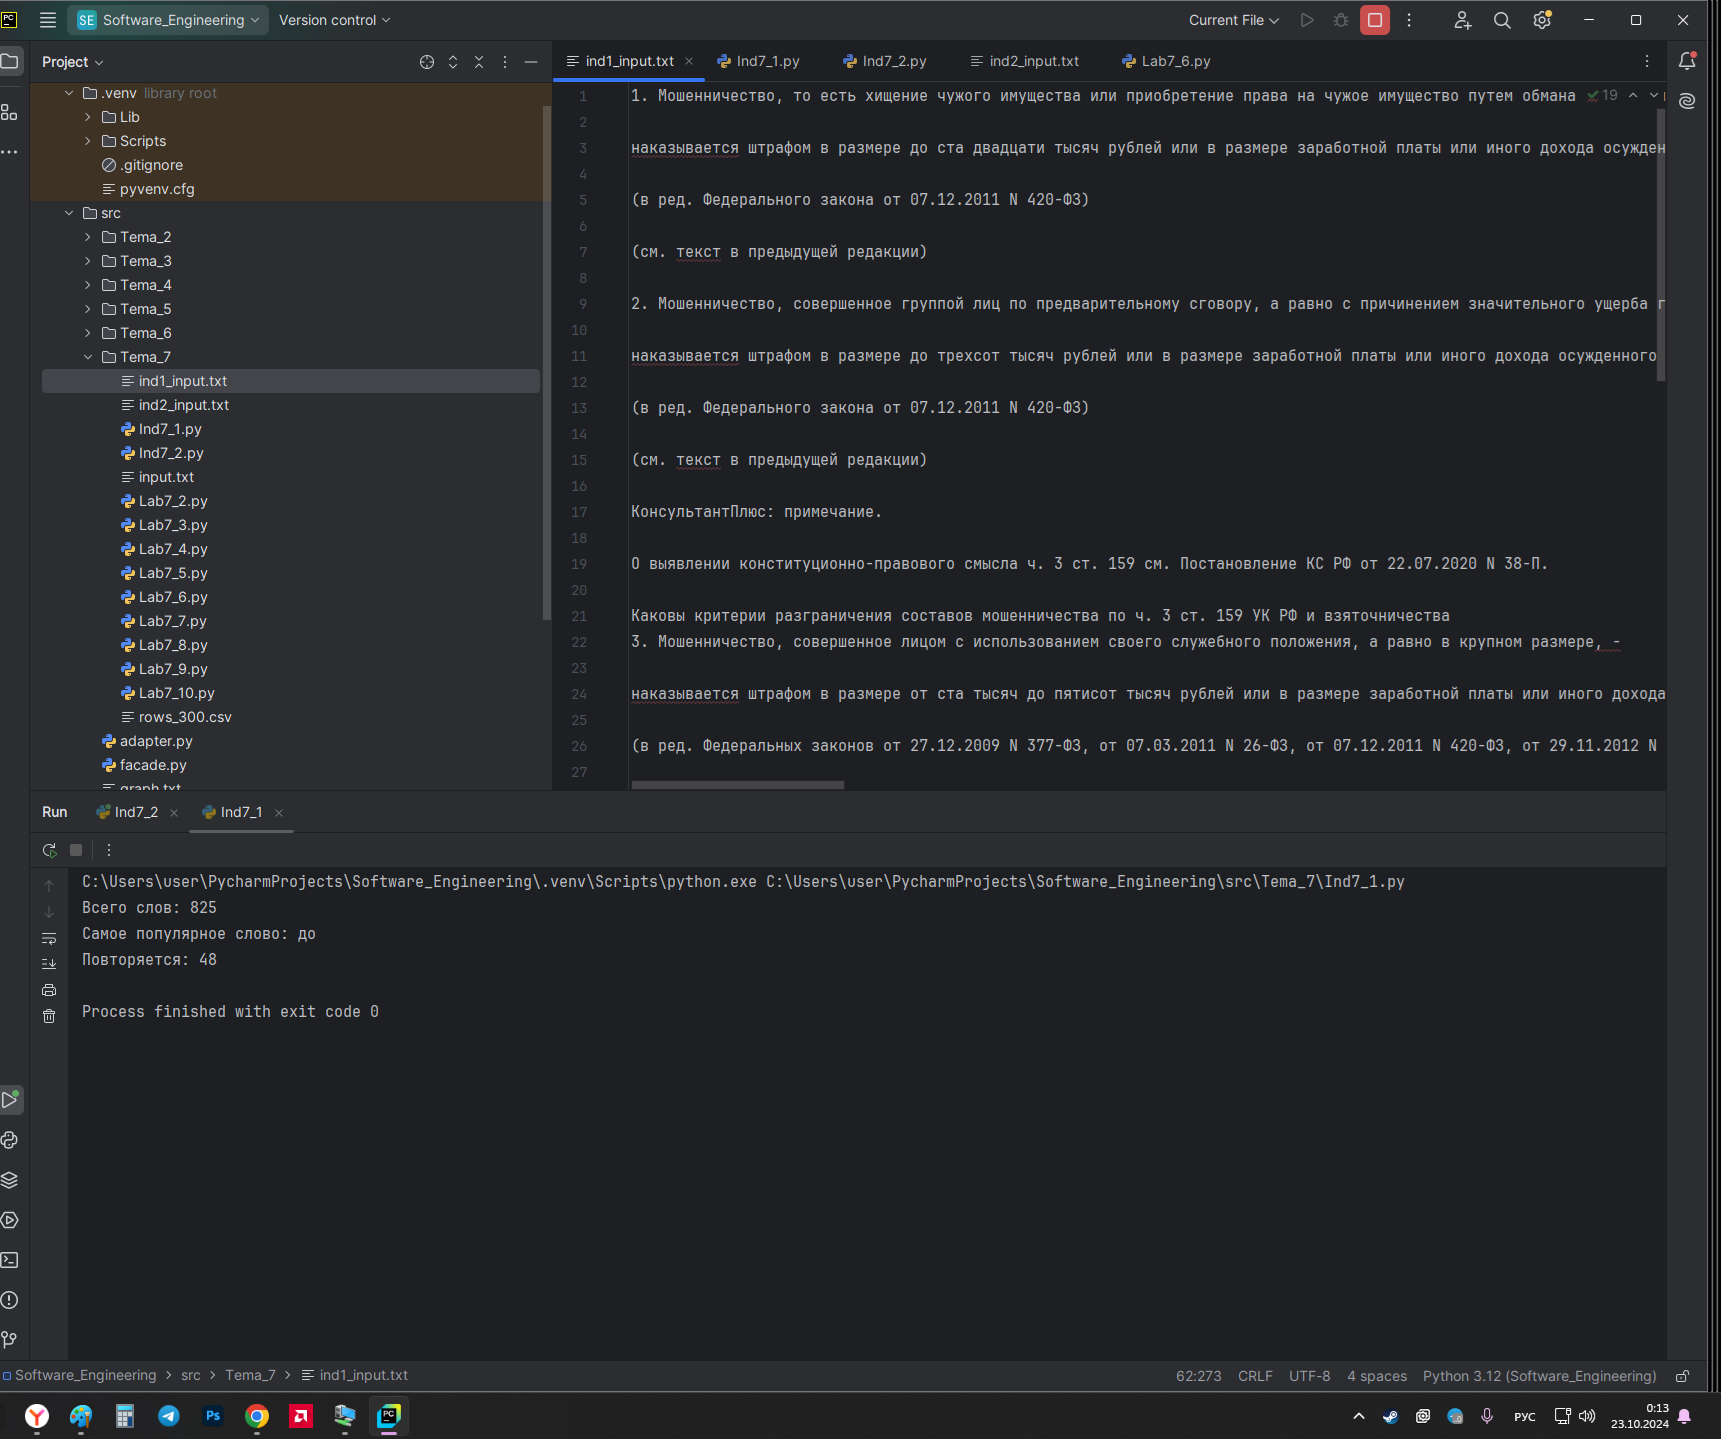 PC SE Software_Engineering Version control Current File
Project
.venv library root
Lib
Scripts
.gitignore
pyvenv.cfg
src
Tema_2
Tema_3
Tema_4
Tema_5
Tema_6
Tema_7
ind1_input.txt
ind2_input.txt
Ind7_1.py
Ind7_2.py
input.txt
Lab7_2.py
Lab7_3.py
Lab7_4.py
Lab7_5.py
Lab7_6.py
Lab7_7.py
Lab7_8.py
Lab7_9.py
Lab7_10.py
rows_300.csv
adapter.py
facade.py
graph.txt
ind1_input.txt Ind7_1.py Ind7_2.py ind2_input.txt Lab7_6.py
1 1. Мошенничество, то есть хищение чужого имущества или приобретение права на чужое имущество путем обмана 19
2
3 наказывается штрафом в размере до ста двадцати тысяч рублей или в размере заработной платы или иного дохода осужден
4
5 (в ред. Федерального закона от 07.12.2011 N 420-ФЗ)
6
7 (см. текст в предыдущей редакции)
8
9 2. Мошенничество, совершенное группой лиц по предварительному сговору, а равно с причинением значительного ущерба г
10
11 наказывается штрафом в размере до трехсот тысяч рублей или в размере заработной платы или иного дохода осужденного
12
13 (в ред. Федерального закона от 07.12.2011 N 420-ФЗ)
14
15 (см. текст в предыдущей редакции)
16
17 КонсультантПлюс: примечание.
18
19 О выявлении конституционно-правового смысла ч. 3 ст. 159 см. Постановление КС РФ от 22.07.2020 N 38-П.
20
21 Каковы критерии разграничения составов мошенничества по ч. 3 ст. 159 УК РФ и взяточничества
22 3. Мошенничество, совершенное лицом с использованием своего служебного положения, а равно в крупном размере, -
23
24 наказывается штрафом в размере от ста тысяч до пятисот тысяч рублей или в размере заработной платы или иного дохода
25
26 (в ред. Федеральных законов от 27.12.2009 N 377-ФЗ, от 07.03.2011 N 26-ФЗ, от 07.12.2011 N 420-ФЗ, от 29.11.2012 N
27
Run Ind7_2 Ind7_1
C:\Users\user\PycharmProjects\Software_Engineering\.venv\Scripts\python.exe C:\Users\user\PycharmProjects\Software_Engineering\src\Tema_7\Ind7_1.py
Всего слов: 825
Самое популярное слово: до
Повторяется: 48
Process finished with exit code 0
Software_Engineering src Tema_7 ind1_input.txt 62:273 CRLF UTF-8 4 spaces Python 3.12 (Software_Engineering)
Ps PC РУС 0:13
23.10.2024